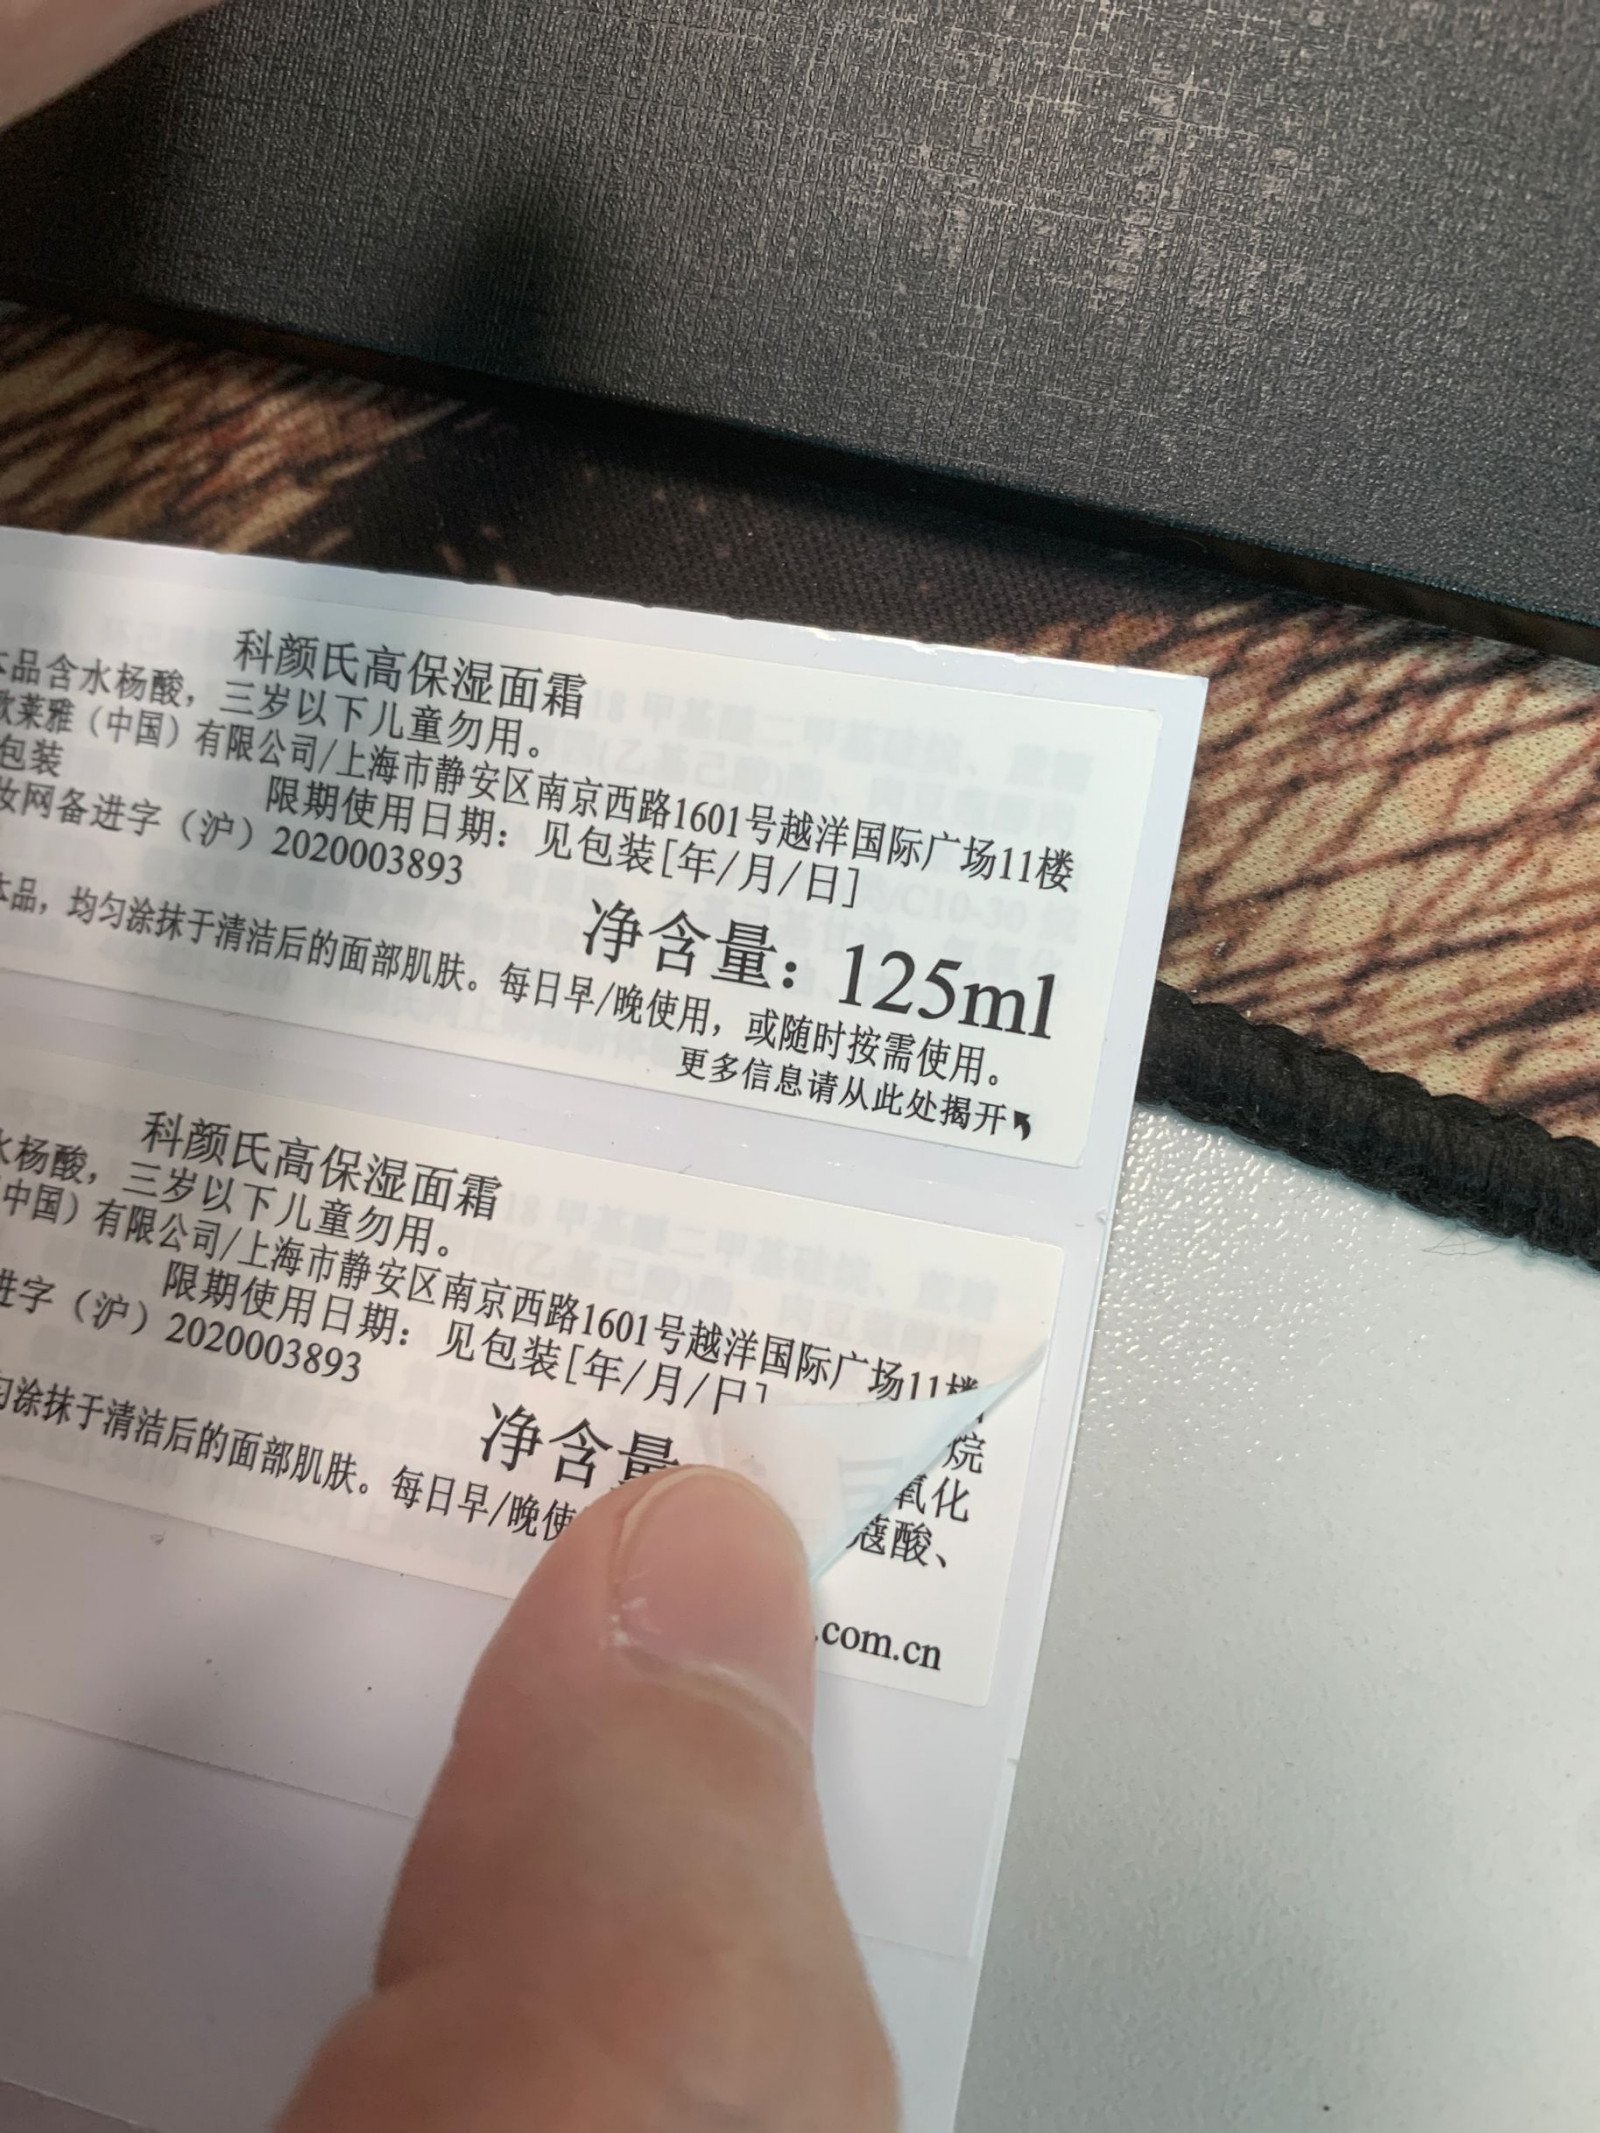 科颜氏高保湿面霜
本品含水杨酸，三岁以下儿童勿用。
欧莱雅（中国）有限公司/上海市静安区南京西路1601号越洋国际广场11楼
包装 限期使用日期：见包装[年/月/日]
妆网备进字（沪）2020003893
净含量：125ml
本品，均匀涂抹于清洁后的面部肌肤。每日早/晚使用，或随时按需使用。
更多信息请从此处揭开
科颜氏高保湿面霜
水杨酸，三岁以下儿童勿用。
（中国）有限公司/上海市静安区南京西路1601号越洋国际广场11楼
限期使用日期：见包装[年/月/日]
进字（沪）2020003893
净含量
匀涂抹于清洁后的面部肌肤。每日早/晚使
烷
氧化
蔻酸、
.com.cn